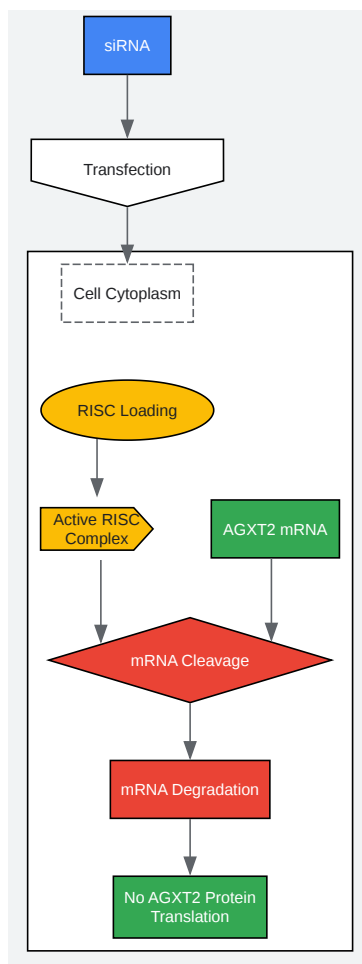 siRNA
Transfection
Cell Cytoplasm
RISC Loading
Active RISC
Complex
AGXT2 mRNA
mRNA Cleavage
mRNA Degradation
No AGXT2 Protein
Translation